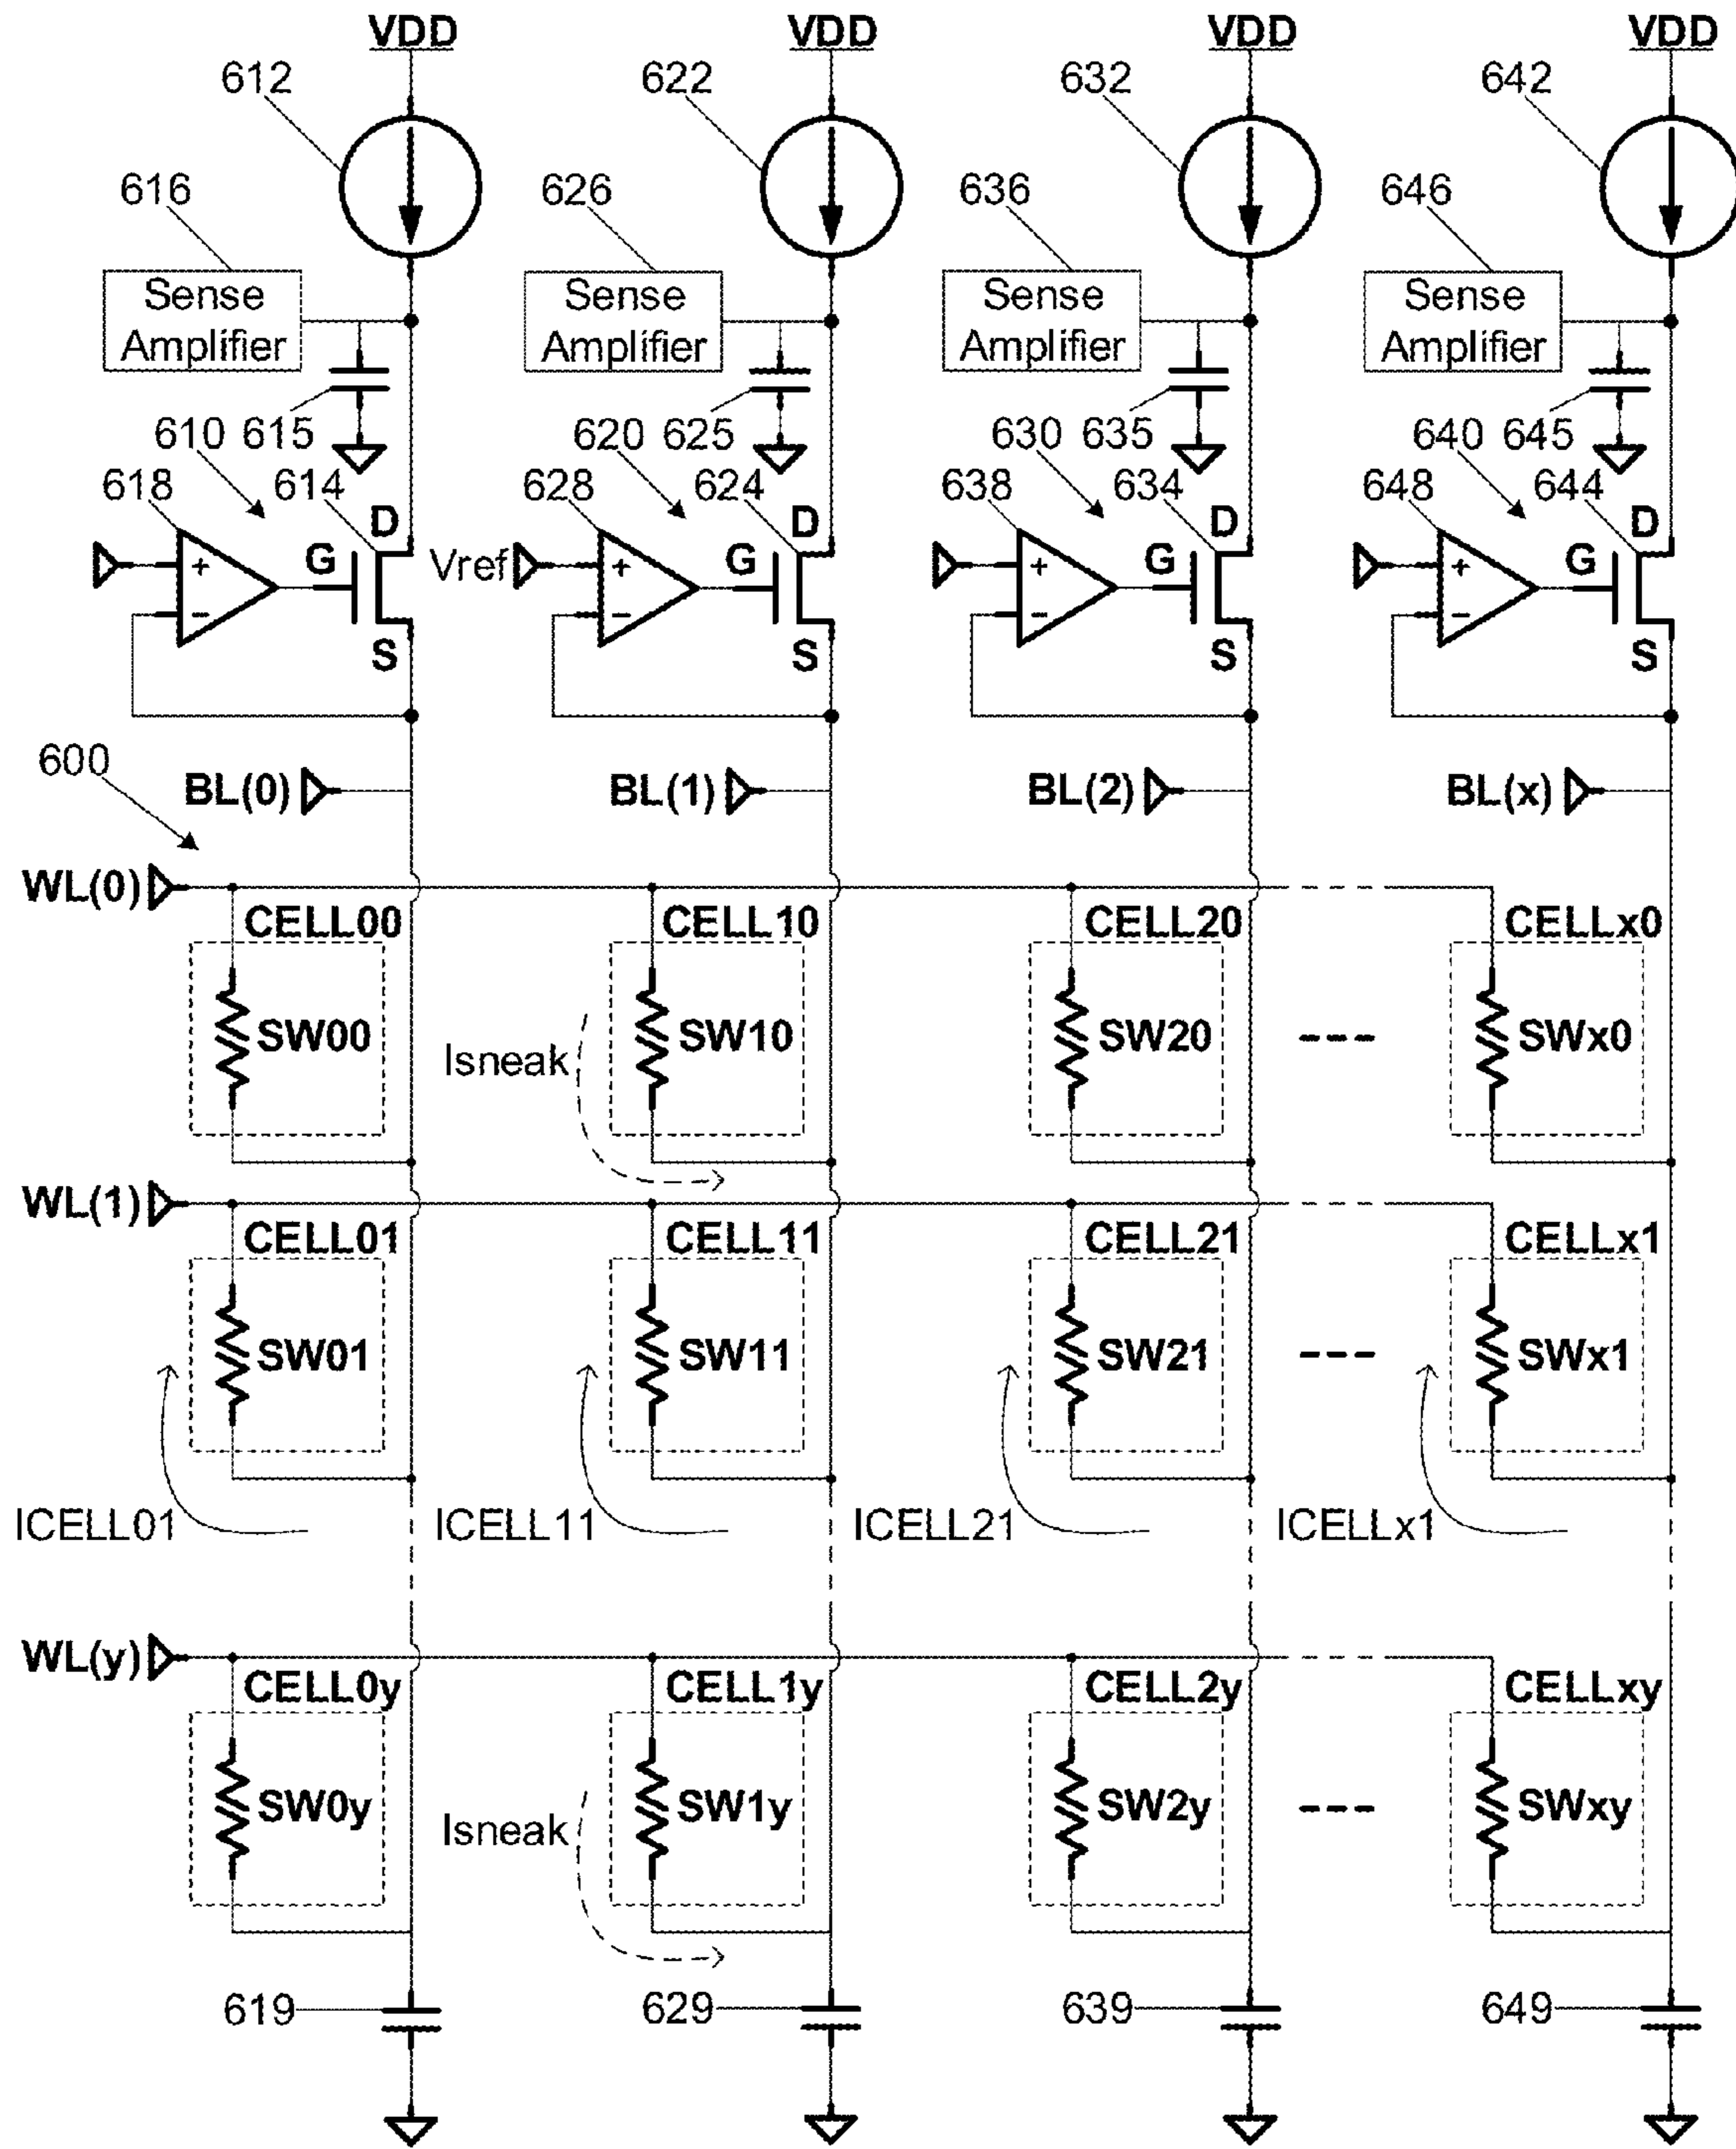 VDD VDD VDD VDD
612 622 632 642
616 626 636 646
Sense Amplifier Sense Amplifier Sense Amplifier Sense Amplifier
610 615 620 625 630 635 640 645
618 614 628 624 638 634 648 644
D D D D
G Vref G G G
+ + + +
− − − −
S S S S
600
BL(0) BL(1) BL(2) BL(x)
WL(0)
CELL00 CELL10 CELL20 CELLx0
SW00 SW10 SW20 --- SWx0
Isneak
WL(1)
CELL01 CELL11 CELL21 CELLx1
SW01 SW11 SW21 --- SWx1
ICELL01 ICELL11 ICELL21 ICELLx1
WL(y)
CELL0y CELL1y CELL2y CELLxy
SW0y SW1y SW2y --- SWxy
Isneak
619 629 639 649